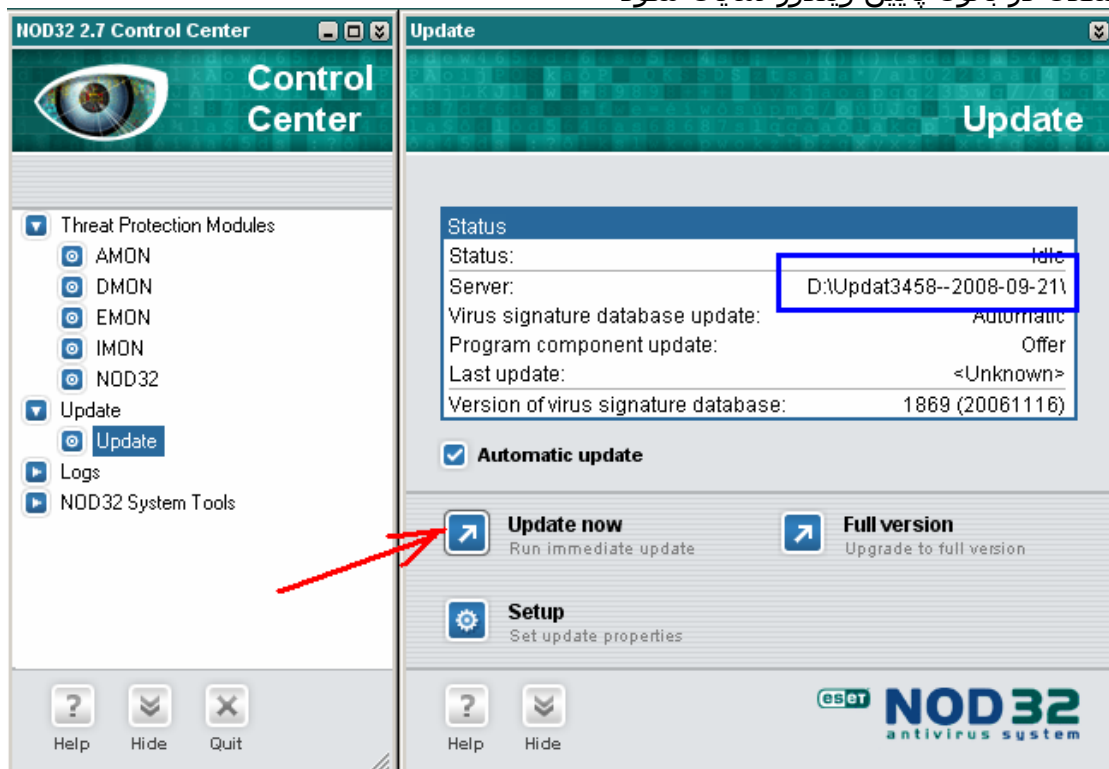 NOD32 2.7 Control Center
Control
Center
Threat Protection Modules
AMON
DMON
EMON
IMON
NOD32
Update
Update
Logs
NOD32 System Tools
Help
Hide
Quit
Update
Update
Status
Status: Idle
Server: D:\Updat3458--2008-09-21\
Virus signature database update: Automatic
Program component update: Offer
Last update: <Unknown>
Version of virus signature database: 1869 (20061116)
Automatic update
Update now
Run immediate update
Full version
Upgrade to full version
Setup
Set update properties
Help
Hide
eset NOD32
antivirus system